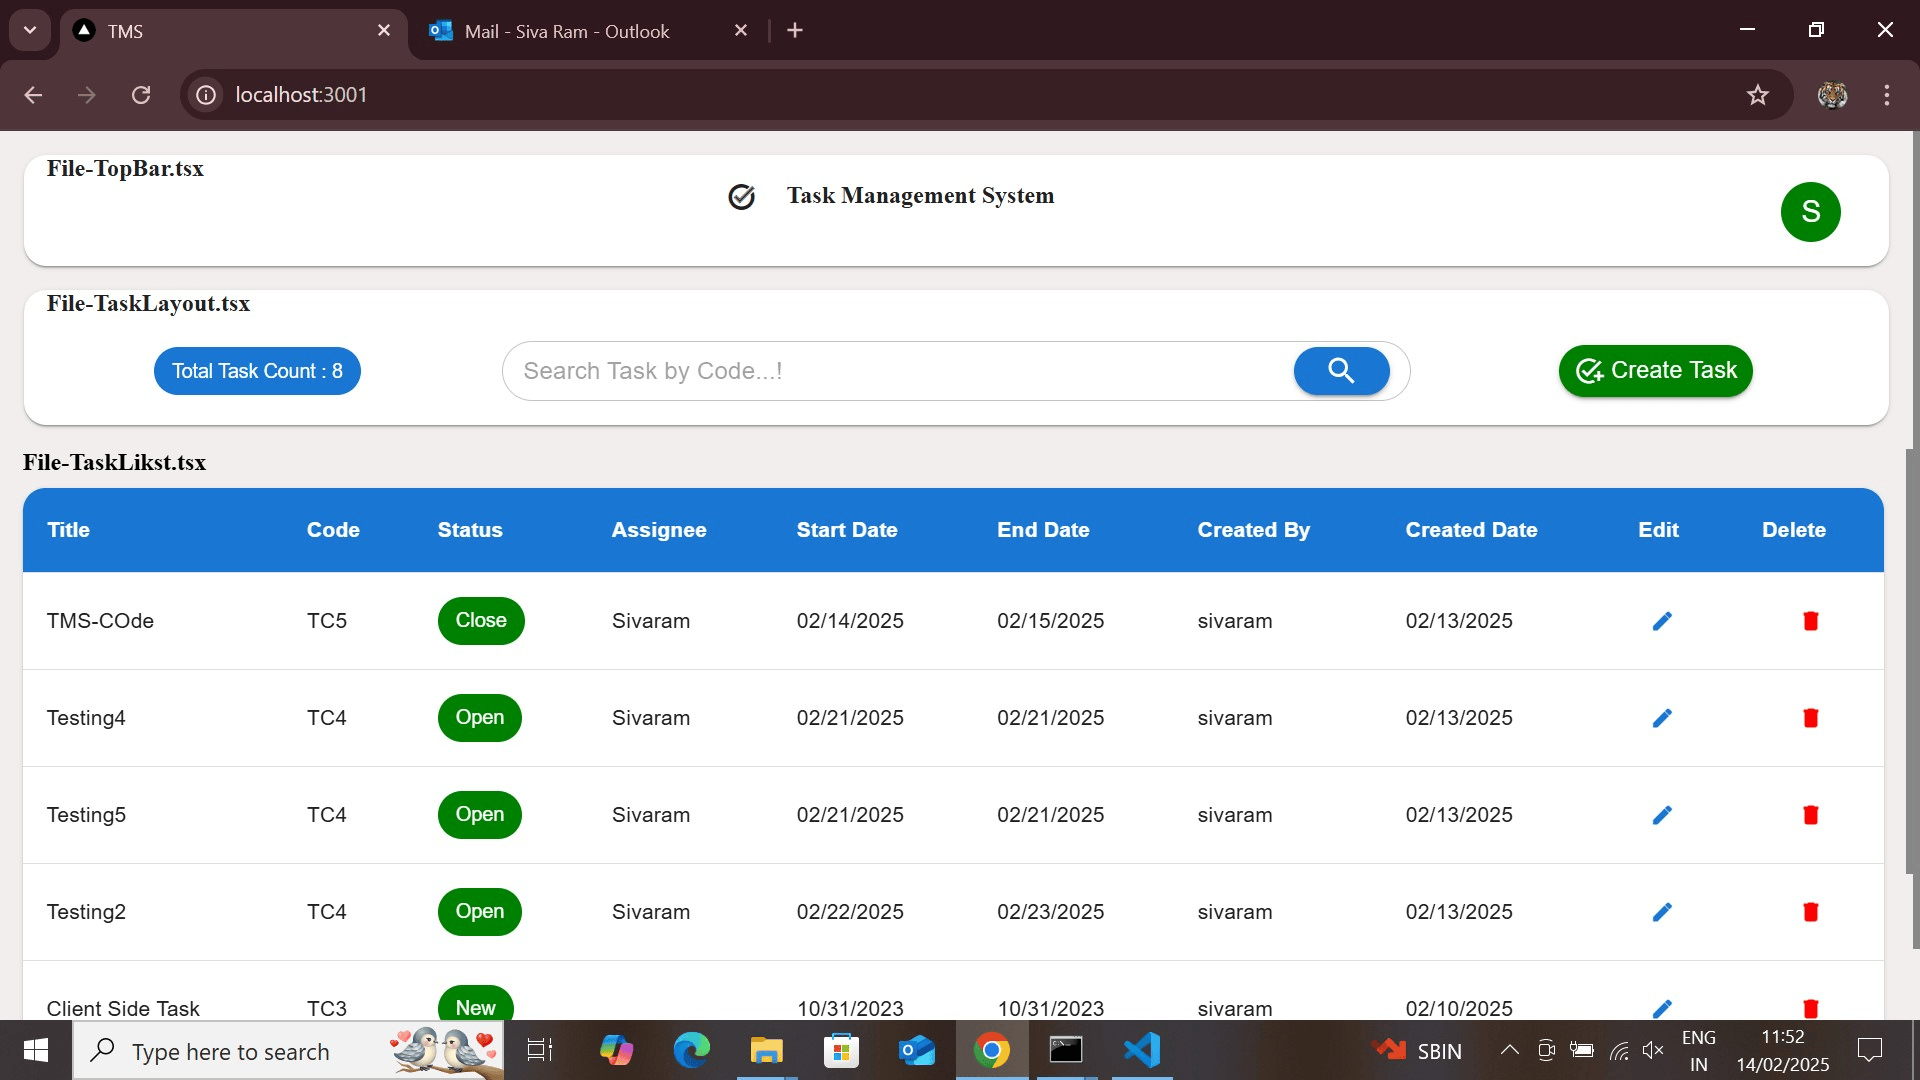 TMS
Mail - Siva Ram - Outlook
localhost:3001
File-TopBar.tsx
Task Management System
S
File-TaskLayout.tsx
Total Task Count : 8
Search Task by Code...!
Create Task
File-TaskLikst.tsx
Title Code Status Assignee Start Date End Date Created By Created Date Edit Delete
TMS-COde TC5 Close Sivaram 02/14/2025 02/15/2025 sivaram 02/13/2025
Testing4 TC4 Open Sivaram 02/21/2025 02/21/2025 sivaram 02/13/2025
Testing5 TC4 Open Sivaram 02/21/2025 02/21/2025 sivaram 02/13/2025
Testing2 TC4 Open Sivaram 02/22/2025 02/23/2025 sivaram 02/13/2025
Client Side Task TC3 New 10/31/2023 10/31/2023 sivaram 02/10/2025
Type here to search
SBIN
ENG
IN
11:52
14/02/2025